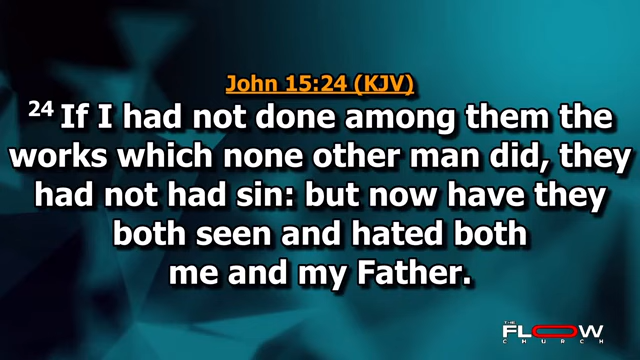 John 15:24 (KJV)
24 If I had not done among them the
works which none other man did, they
had not had sin: but now have they
both seen and hated both
me and my Father.
THE
FLOW
CHURCH